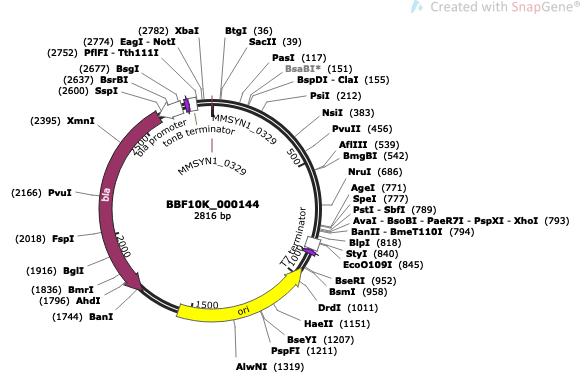 Created with SnapGene®
(2782) XbaI
(2774) EagI - NotI
(2752) PflFI - Tth111I
(2677) BsgI
(2637) BsrBI
(2600) SspI
(2395) XmnI
(2166) PvuI
(2018) FspI
(1916) BglI
(1836) BmrI
(1796) AhdI
(1744) BanI
BtgI (36)
SacII (39)
PasI (117)
BsaBI* (151)
BspDI - ClaI (155)
PsiI (212)
NsiI (383)
PvuII (456)
AflIII (539)
BmgBI (542)
NruI (686)
AgeI (771)
SpeI (777)
PstI - SbfI (789)
AvaI - BsoBI - PaeR7I - PspXI - XhoI (793)
BanII - BmeT110I (794)
BlpI (818)
StyI (840)
EcoO109I (845)
BseRI (952)
BsmI (958)
DrdI (1011)
HaeII (1151)
BseYI (1207)
PspFI (1211)
AlwNI (1319)
bla promoter
tonB terminator
MMSYN1_0329
MMSYN1_0329
BBF10K_000144
2816 bp
T7 terminator
bla
ori
500
1000
1500
2000
2500